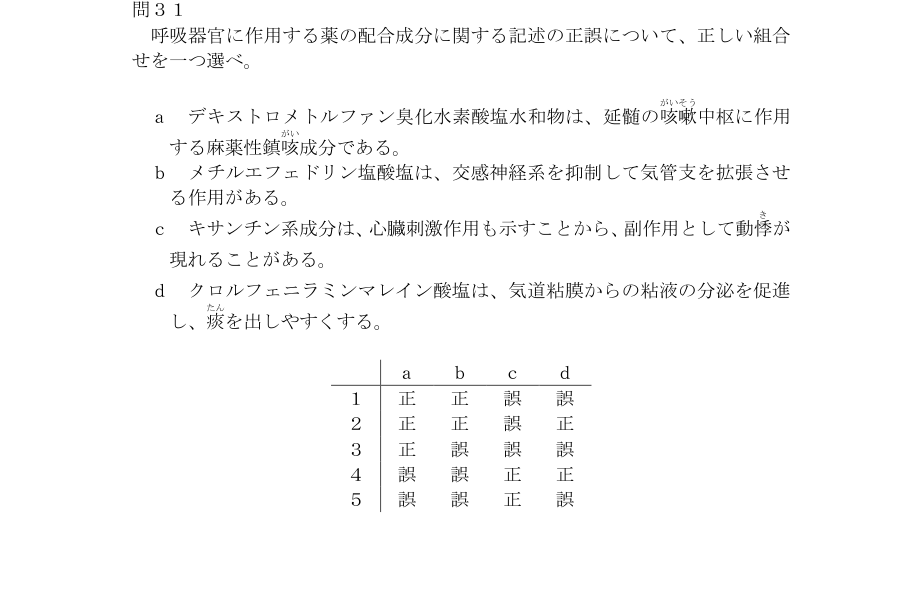 問３１
呼吸器官に作用する薬の配合成分に関する記述の正誤について、正しい組合
せを一つ選べ。
がいそう
ａ　デキストロメトルファン臭化水素酸塩水和物は、延髄の咳嗽中枢に作用
がい
する麻薬性鎮咳成分である。
ｂ　メチルエフェドリン塩酸塩は、交感神経系を抑制して気管支を拡張させ
る作用がある。
き
ｃ　キサンチン系成分は、心臓刺激作用も示すことから、副作用として動悸が
現れることがある。
ｄ　クロルフェニラミンマレイン酸塩は、気道粘膜からの粘液の分泌を促進
たん
し、痰を出しやすくする。
ａ　ｂ　ｃ　ｄ
１　正　正　誤　誤
２　正　正　誤　正
３　正　誤　誤　誤
４　誤　誤　正　正
５　誤　誤　正　誤